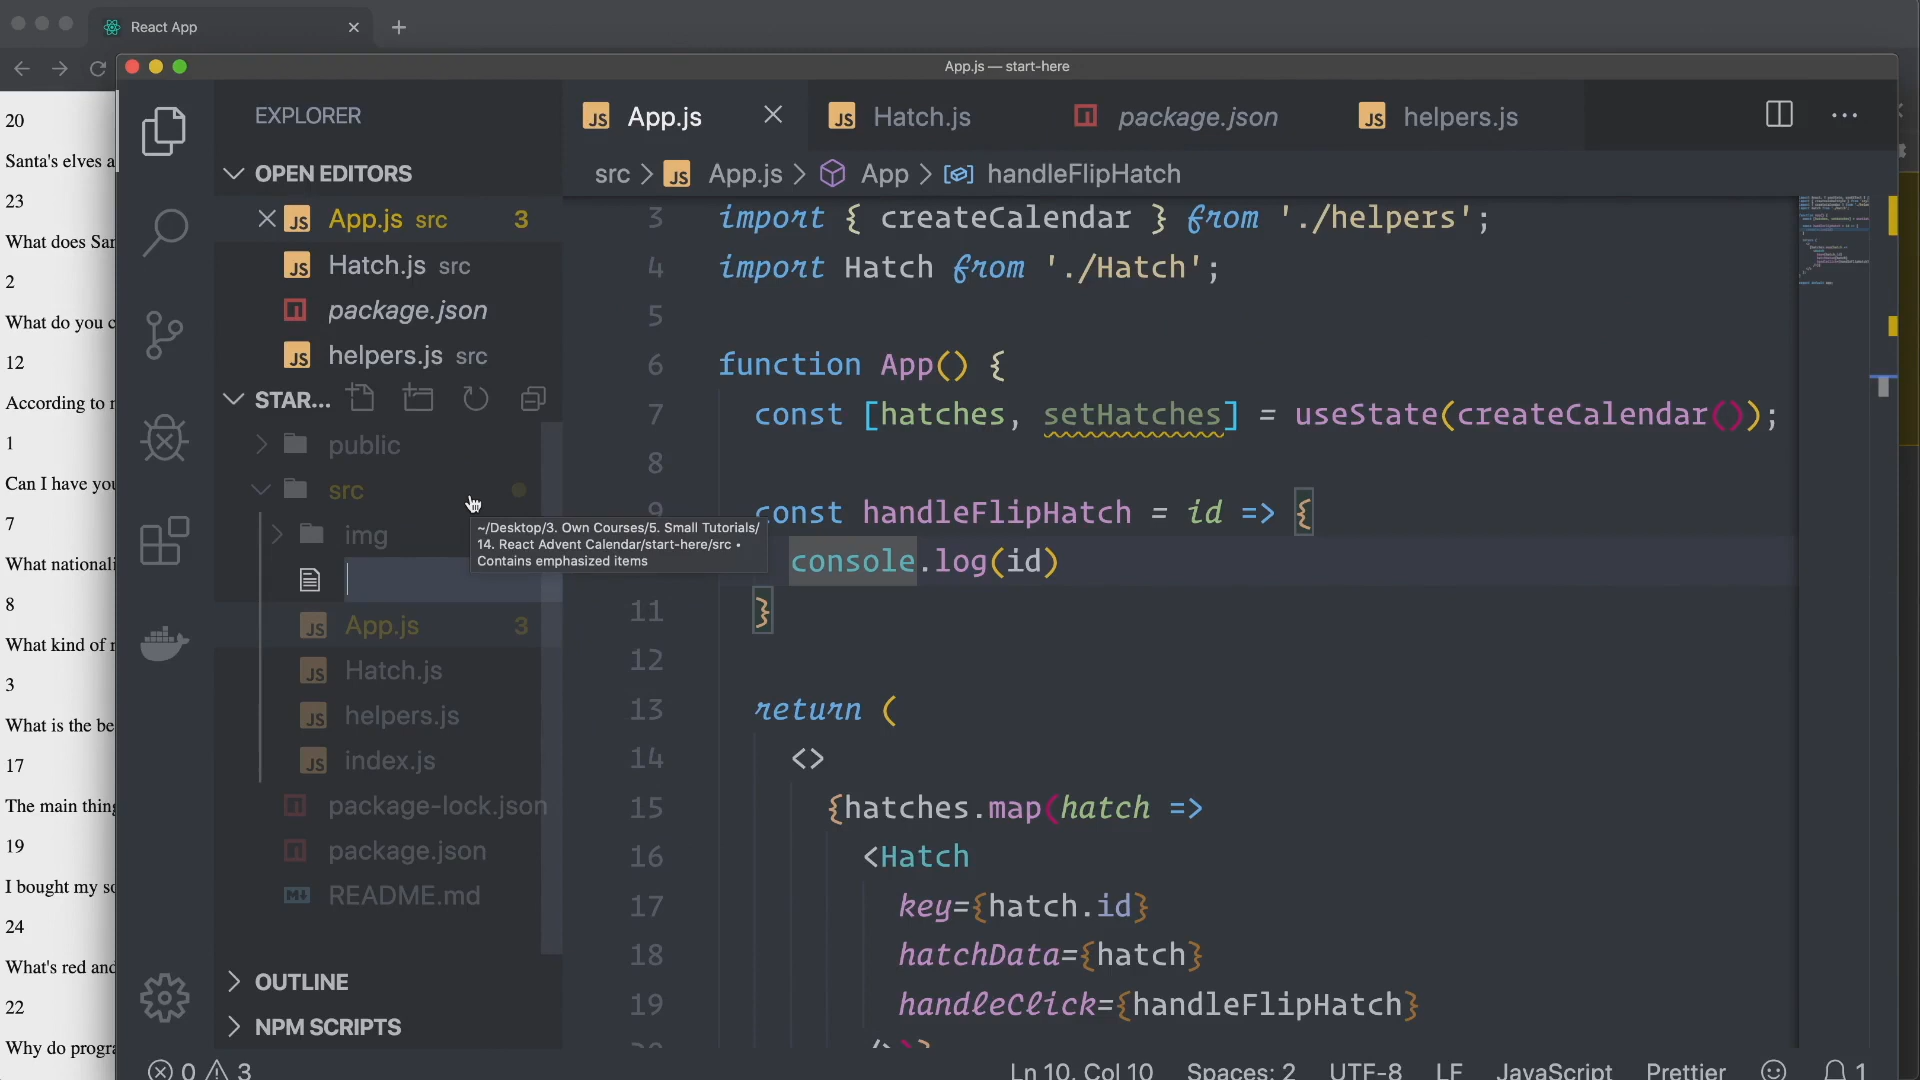 React App
App.js — start-here
20
Santa's elves a
23
What does Sar
2
What do you c
12
According to r
1
Can I have you
7
What nationali
8
What kind of r
3
What is the be
17
The main thing
19
I bought my so
24
What's red and
22
Why do progra
EXPLORER
OPEN EDITORS
App.js src 3
Hatch.js src
package.json
helpers.js src
STAR...
public
src
img
App.js 3
Hatch.js
helpers.js
index.js
package-lock.json
package.json
README.md
OUTLINE
NPM SCRIPTS
~/Desktop/3. Own Courses/5. Small Tutorials/
14. React Advent Calendar/start-here/src •
Contains emphasized items
App.js
Hatch.js
package.json
helpers.js
src > App.js > App > handleFlipHatch
3 import { createCalendar } from './helpers';
4 import Hatch from './Hatch';
5
6 function App() {
7 const [hatches, setHatches] = useState(createCalendar());
8
9 const handleFlipHatch = id => {
console.log(id)
11 }
12
13 return (
14 <>
15 {hatches.map(hatch =>
16 <Hatch
17 key={hatch.id}
18 hatchData={hatch}
19 handleClick={handleFlipHatch}
20 />)}
0 3
Ln 10, Col 10 Spaces: 2 UTF-8 LF JavaScript Prettier 1